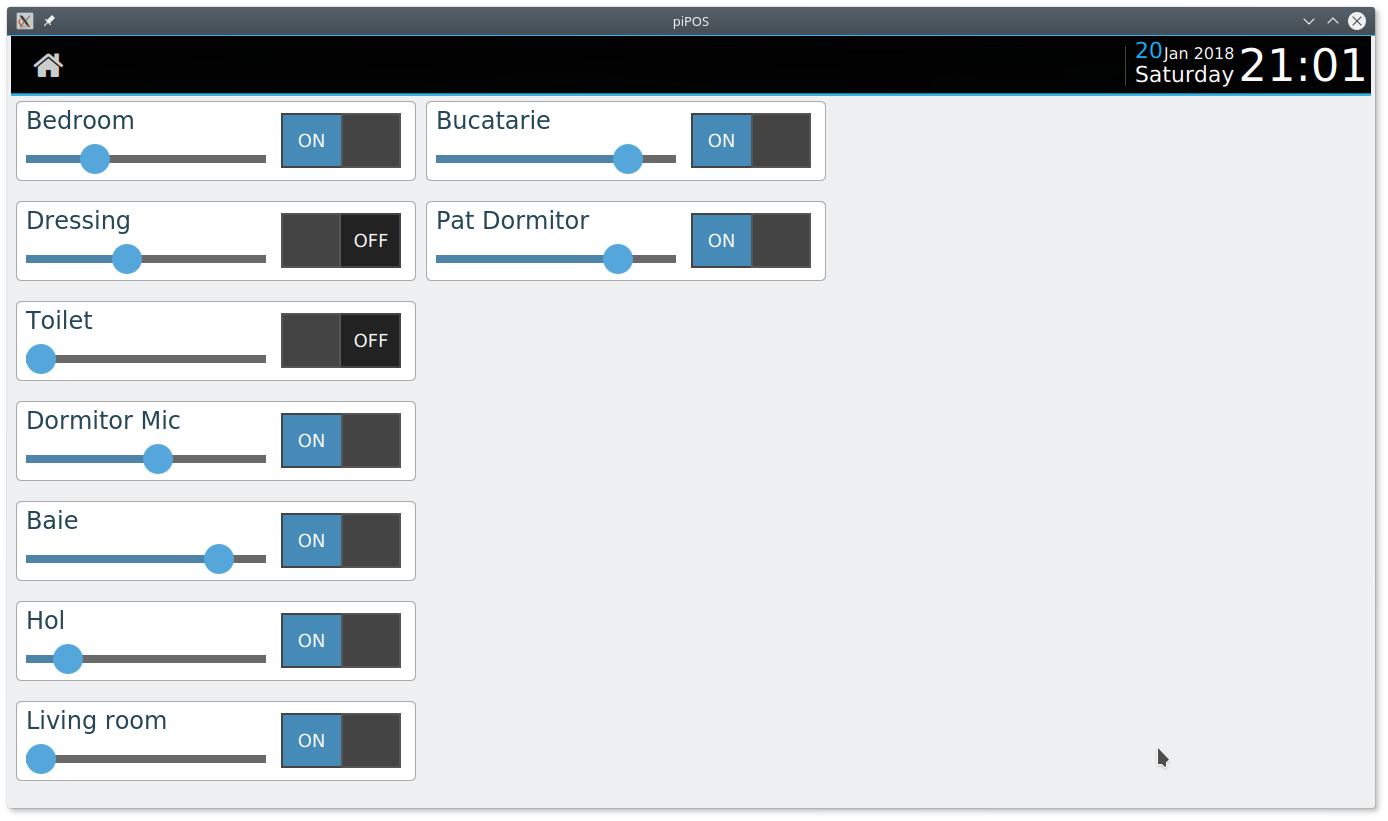 piPOS
20 Jan 2018
Saturday
21:01
Bedroom
ON
Bucatarie
ON
Dressing
OFF
Pat Dormitor
ON
Toilet
OFF
Dormitor Mic
ON
Baie
ON
Hol
ON
Living room
ON